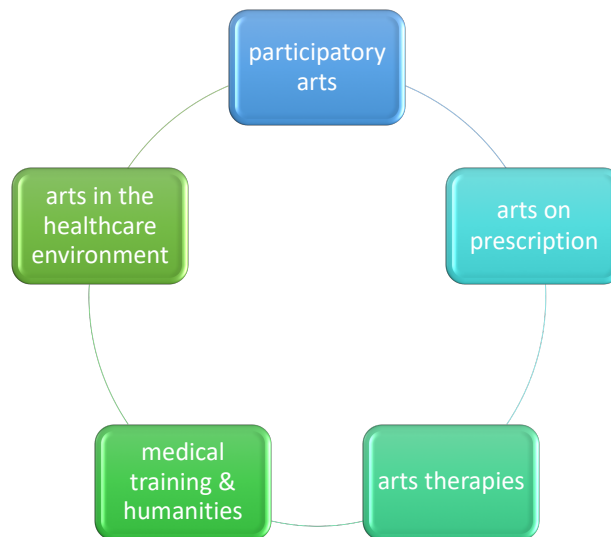 participatory
arts
arts on
prescription
arts therapies
medical
training &
humanities
arts in the
healthcare
environment